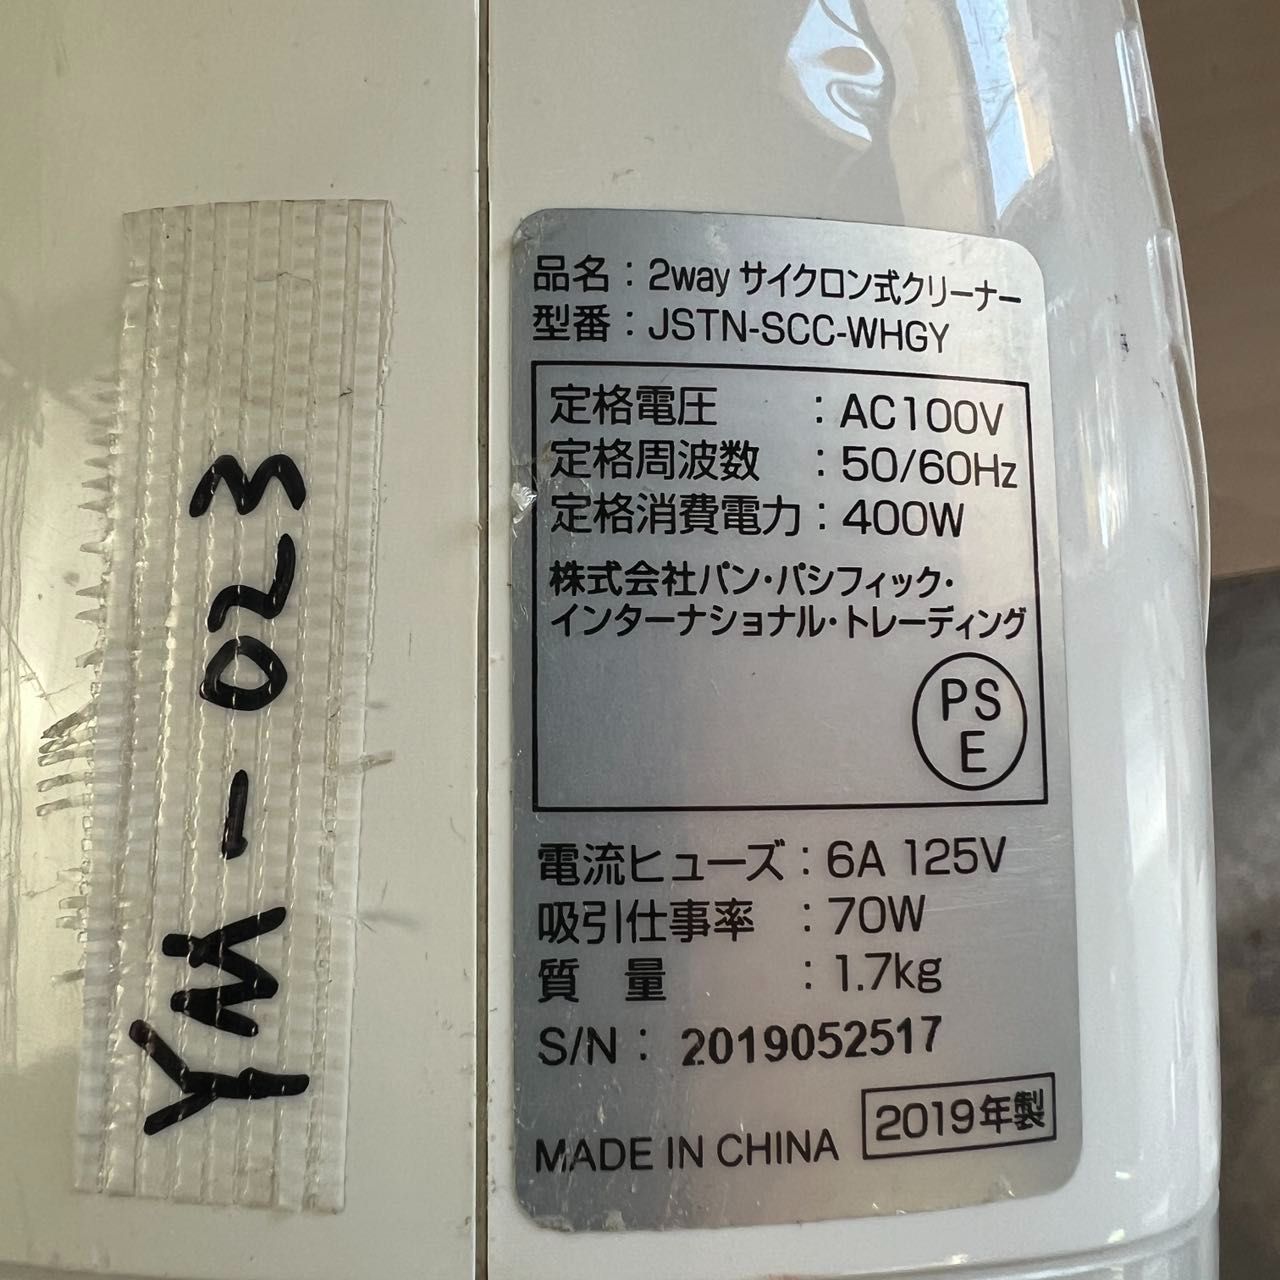 YM-023
品名：2way サイクロン式クリーナー
型番：JSTN-SCC-WHGY
定格電圧　　：AC100V
定格周波数　：50/60Hz
定格消費電力：400W
株式会社パン・パシフィック・
インターナショナル・トレーディング
PS
E
電流ヒューズ：6A 125V
吸引仕事率　：70W
質　量　　　：1.7kg
S/N：2019052517
MADE IN CHINA 2019年製